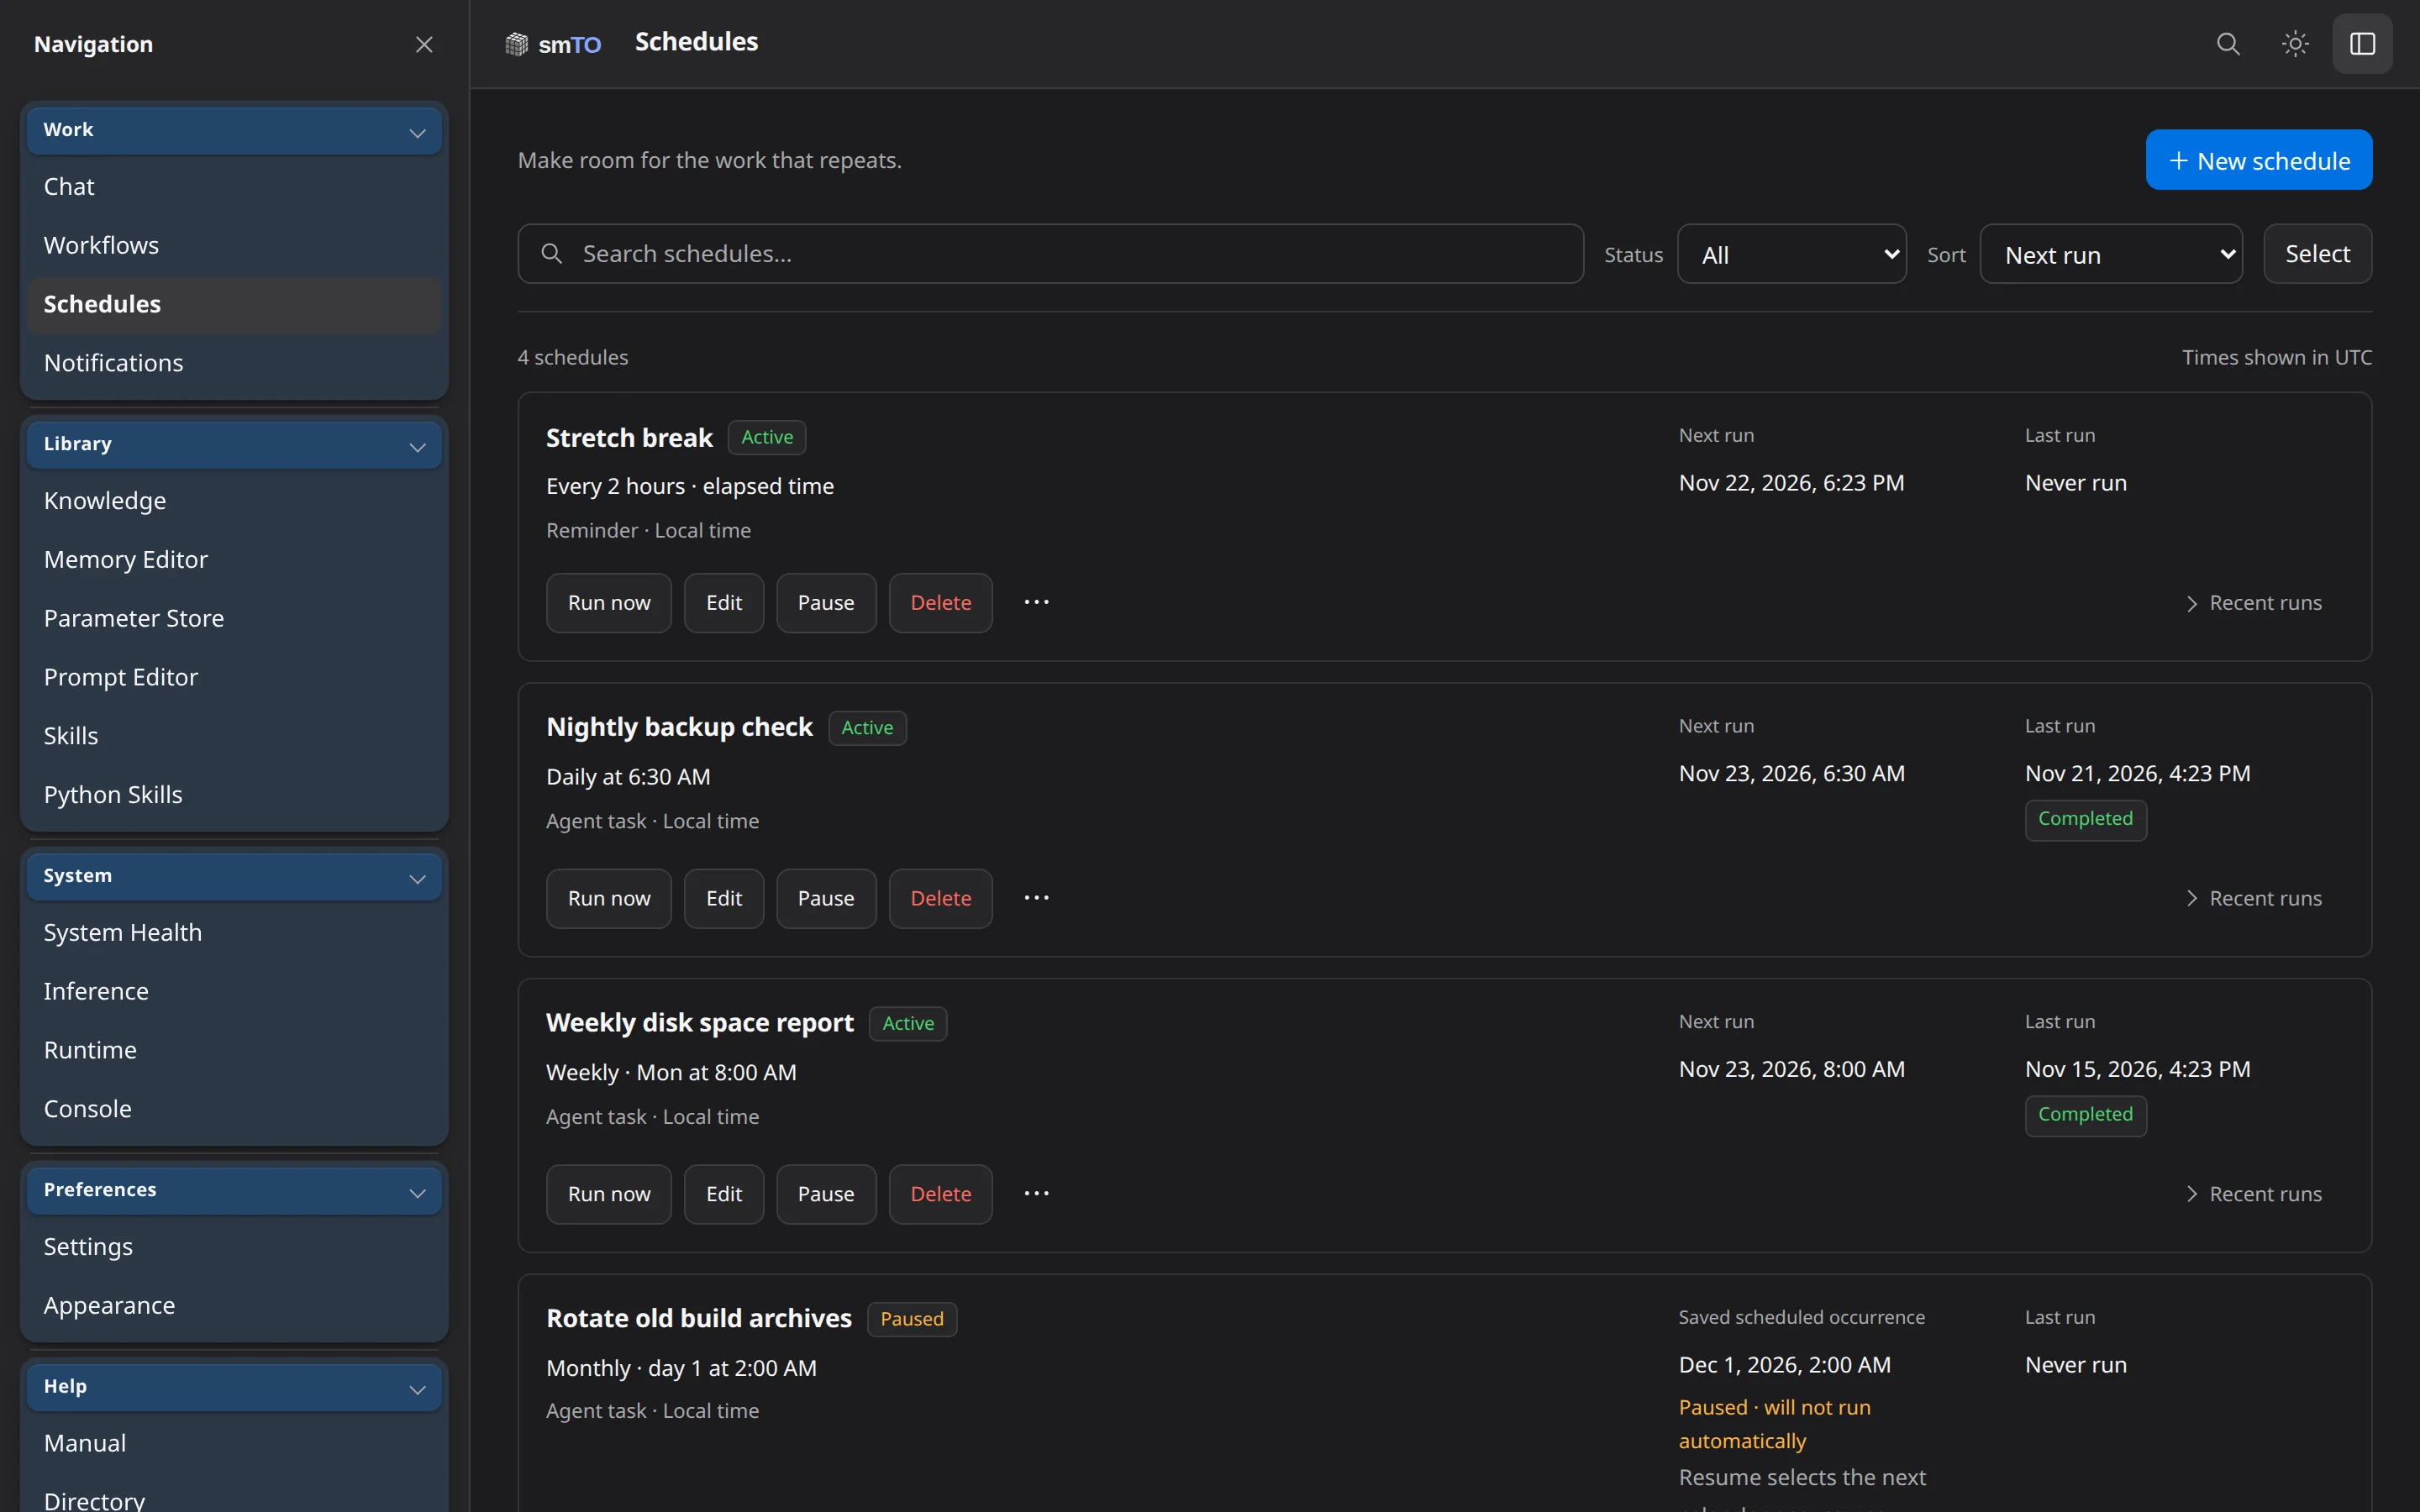 Navigation
Work
Chat
Workflows
Schedules
Notifications
Library
Knowledge
Memory Editor
Parameter Store
Prompt Editor
Skills
Python Skills
System
System Health
Inference
Runtime
Console
Preferences
Settings
Appearance
Help
Manual
Directory
smTO Schedules
Make room for the work that repeats.
New schedule
Search schedules... Status All Sort Next run Select
4 schedules Times shown in UTC
Stretch break Active
Every 2 hours · elapsed time
Reminder · Local time
Next run
Nov 22, 2026, 6:23 PM
Last run
Never run
Run now Edit Pause Delete ··· Recent runs
Nightly backup check Active
Daily at 6:30 AM
Agent task · Local time
Next run
Nov 23, 2026, 6:30 AM
Last run
Nov 21, 2026, 4:23 PM
Completed
Run now Edit Pause Delete ··· Recent runs
Weekly disk space report Active
Weekly · Mon at 8:00 AM
Agent task · Local time
Next run
Nov 23, 2026, 8:00 AM
Last run
Nov 15, 2026, 4:23 PM
Completed
Run now Edit Pause Delete ··· Recent runs
Rotate old build archives Paused
Monthly · day 1 at 2:00 AM
Agent task · Local time
Saved scheduled occurrence
Dec 1, 2026, 2:00 AM
Paused · will not run
automatically
Resume selects the next
Last run
Never run